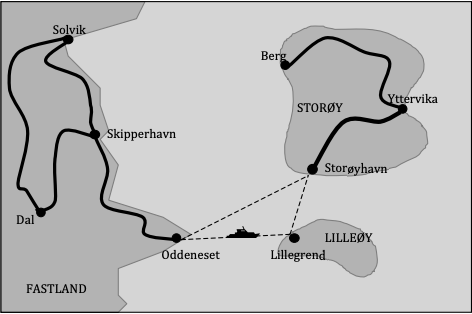 Solvik
Berg
Yttervika
STORØY
Skipperhavn
Storøyhavn
Dal
Oddeneset
Lillegrend
LILLEØY
FASTLAND